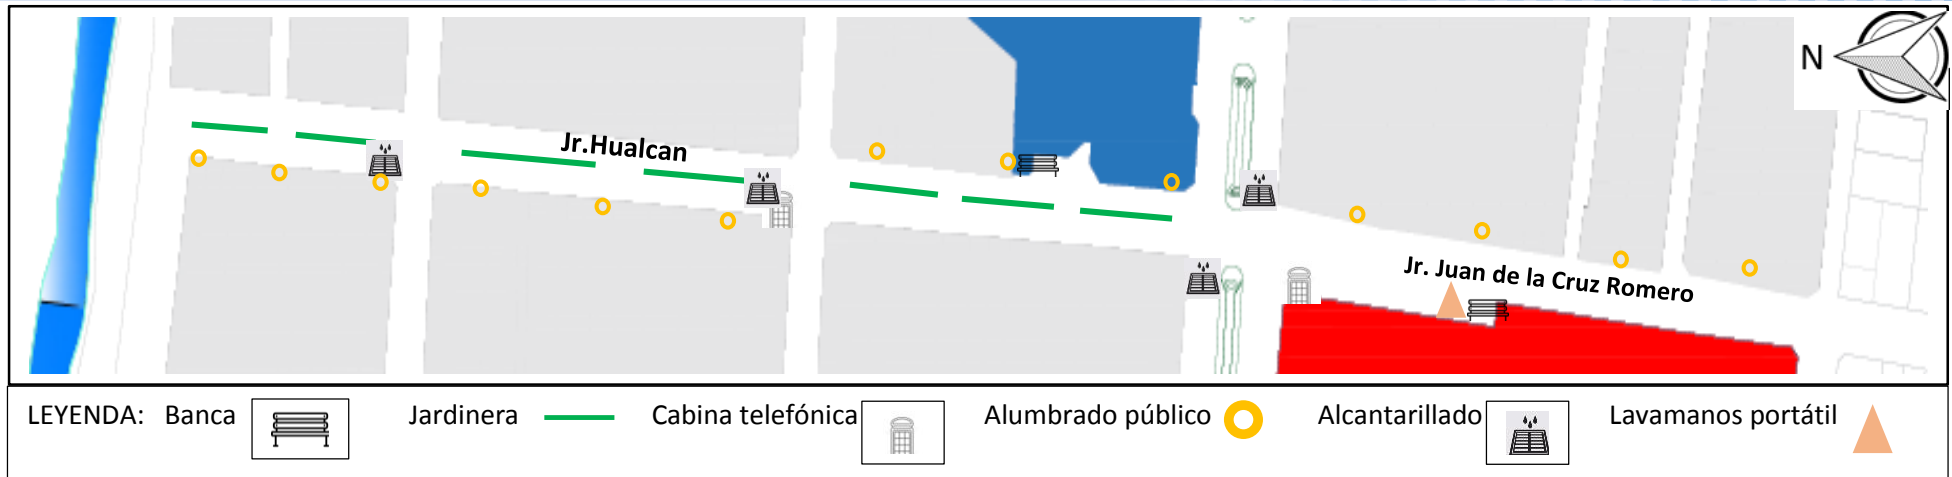 N
Jr.Hualcan
Jr. Juan de la Cruz Romero
LEYENDA: Banca Jardinera Cabina telefónica Alumbrado público Alcantarillado Lavamanos portátil